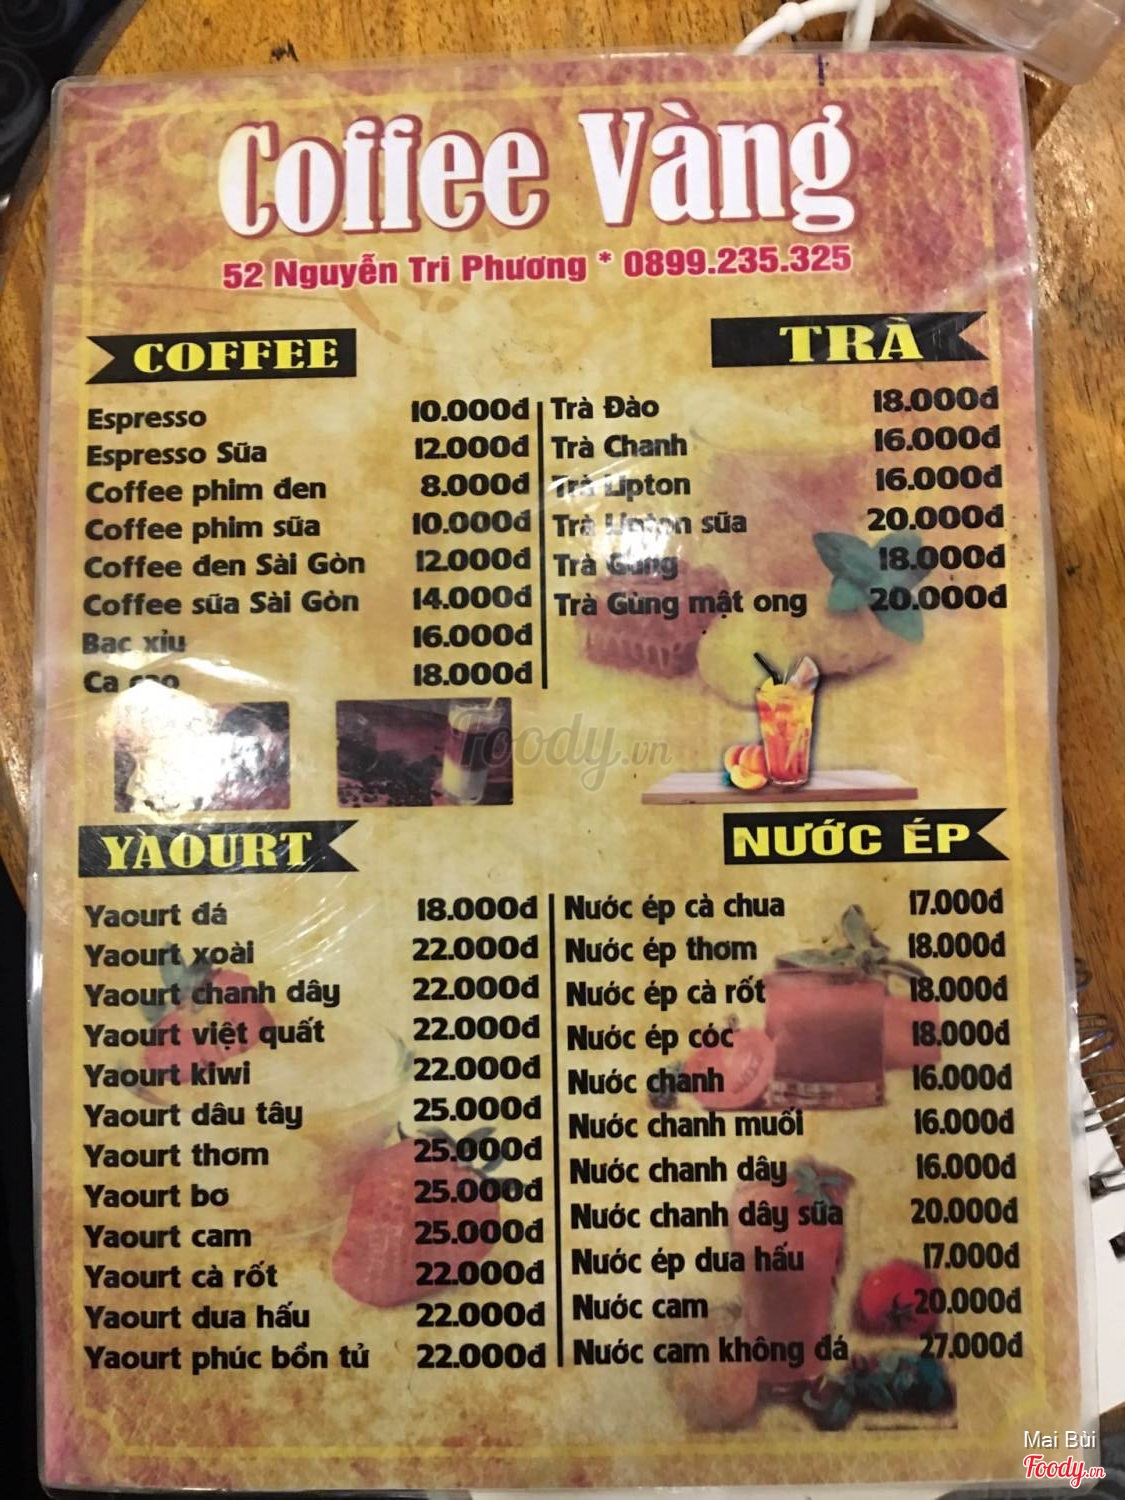 Coffee Vàng
52 Nguyễn Tri Phương * 0899.235.325
COFFEE
Espresso 10.000đ
Espresso Sữa 12.000đ
Coffee phim đen 8.000đ
Coffee phim sữa 10.000đ
Coffee đen Sài Gòn 12.000đ
Coffee sữa Sài Gòn 14.000đ
Bạc xỉu 16.000đ
Ca cao 18.000đ
TRÀ
Trà Đào 18.000đ
Trà Chanh 16.000đ
Trà Lipton 16.000đ
Trà Lipton sữa 20.000đ
Trà Gừng 18.000đ
Trà Gừng mật ong 20.000đ
Foody.vn
YAOURT
Yaourt đá 18.000đ
Yaourt xoài 22.000đ
Yaourt chanh dây 22.000đ
Yaourt việt quất 22.000đ
Yaourt kiwi 22.000đ
Yaourt dâu tây 25.000đ
Yaourt thơm 25.000đ
Yaourt bơ 25.000đ
Yaourt cam 25.000đ
Yaourt cà rốt 22.000đ
Yaourt dưa hấu 22.000đ
Yaourt phúc bồn tử 22.000đ
NƯỚC ÉP
Nước ép cà chua 17.000đ
Nước ép thơm 18.000đ
Nước ép cà rốt 18.000đ
Nước ép cóc 18.000đ
Nước chanh 16.000đ
Nước chanh muối 16.000đ
Nước chanh dây 16.000đ
Nước chanh dây sữa 20.000đ
Nước ép dưa hấu 17.000đ
Nước cam 20.000đ
Nước cam không đá 27.000đ
Mai Bùi
Foody.vn